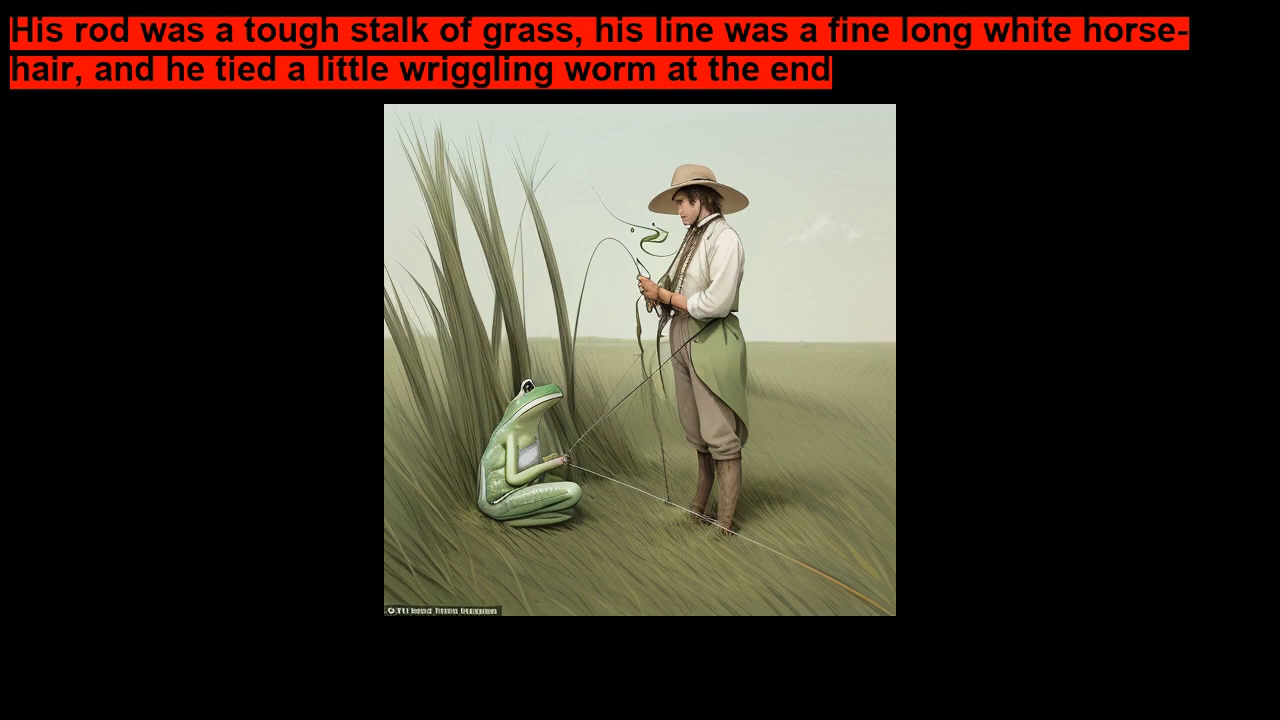 His rod was a tough stalk of grass, his line was a fine long white horse-
hair, and he tied a little wriggling worm at the end